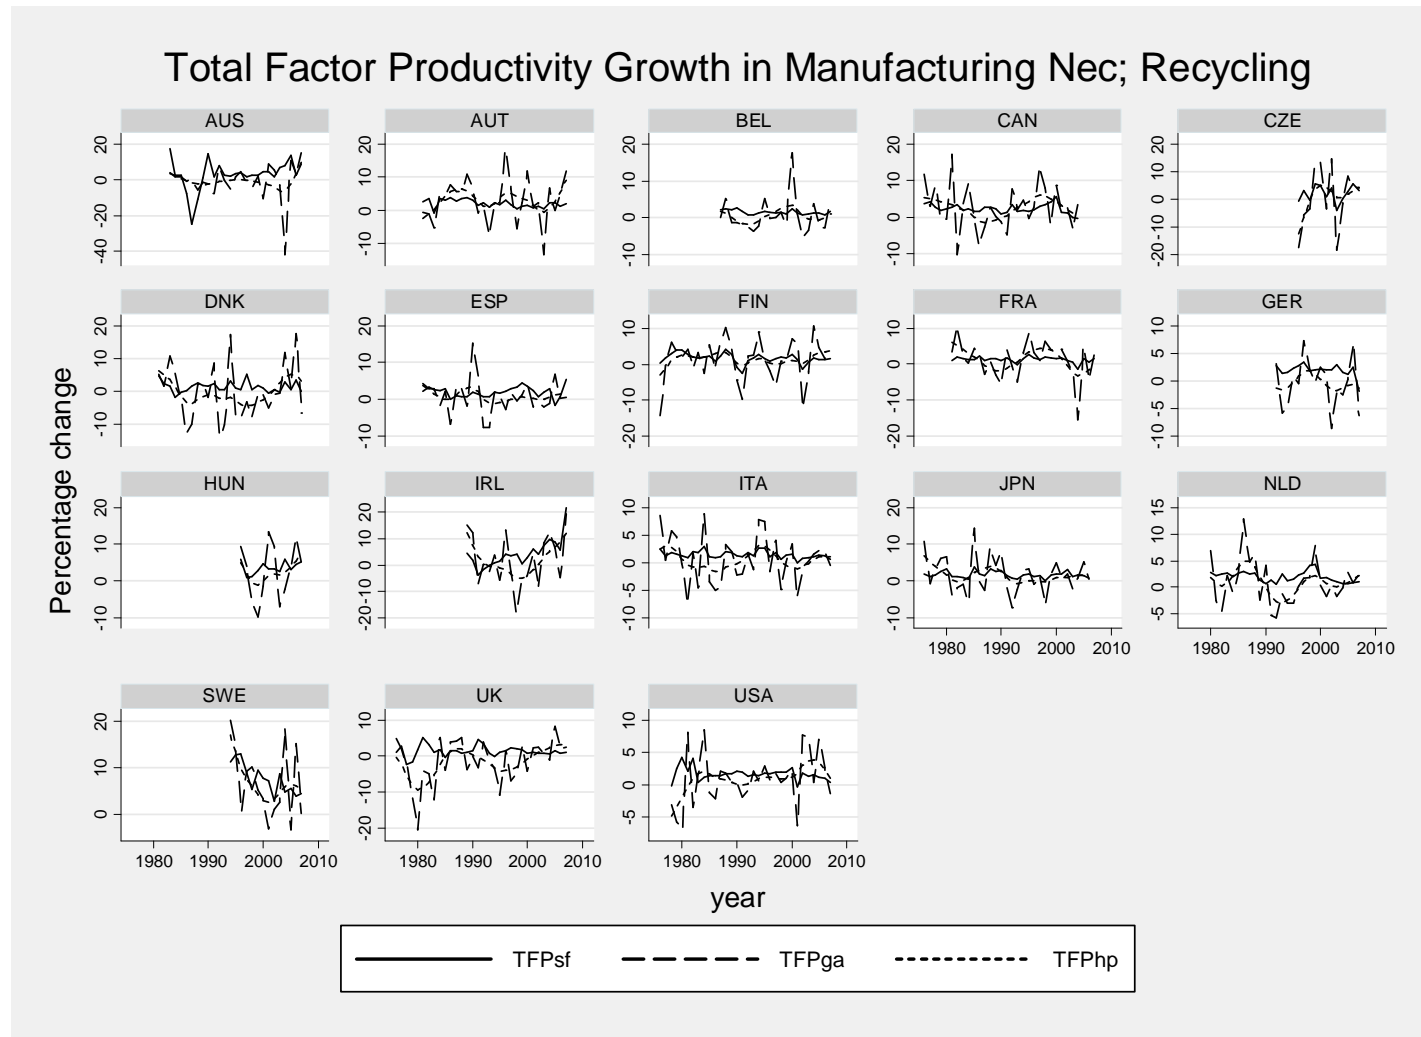 Total Factor Productivity Growth in Manufacturing Nec; Recycling
Percentage change
AUS AUT BEL CAN CZE
20 0 -20 -40
20 10 0 -10
20 10 0 -10
20 10 0 -10
20 10 0 -10 -20
DNK ESP FIN FRA GER
20 10 0 -10
20 10 0 -10
10 0 -10 -20
10 0 -10 -20
10 5 0 -5 -10
HUN IRL ITA JPN NLD
20 10 0 -10
20 10 0 -10 -20
10 5 0 -5 -10
20 10 0 -10
15 10 5 0 -5
1980 1990 2000 2010
1980 1990 2000 2010
SWE UK USA
20 10 0
10 0 -10 -20
10 5 0 -5
1980 1990 2000 2010
1980 1990 2000 2010
1980 1990 2000 2010
year
TFPsf TFPga TFPhp